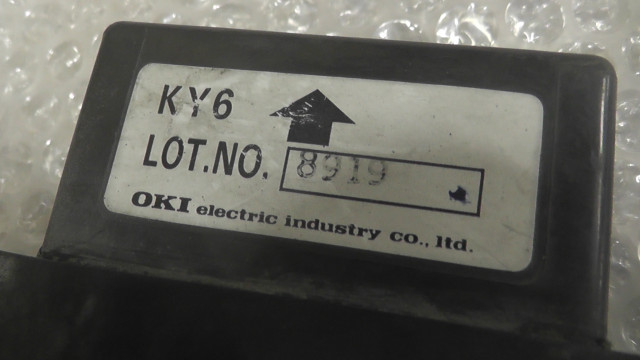 KY6
LOT.NO. 8919
OKI electric industry co., ltd.